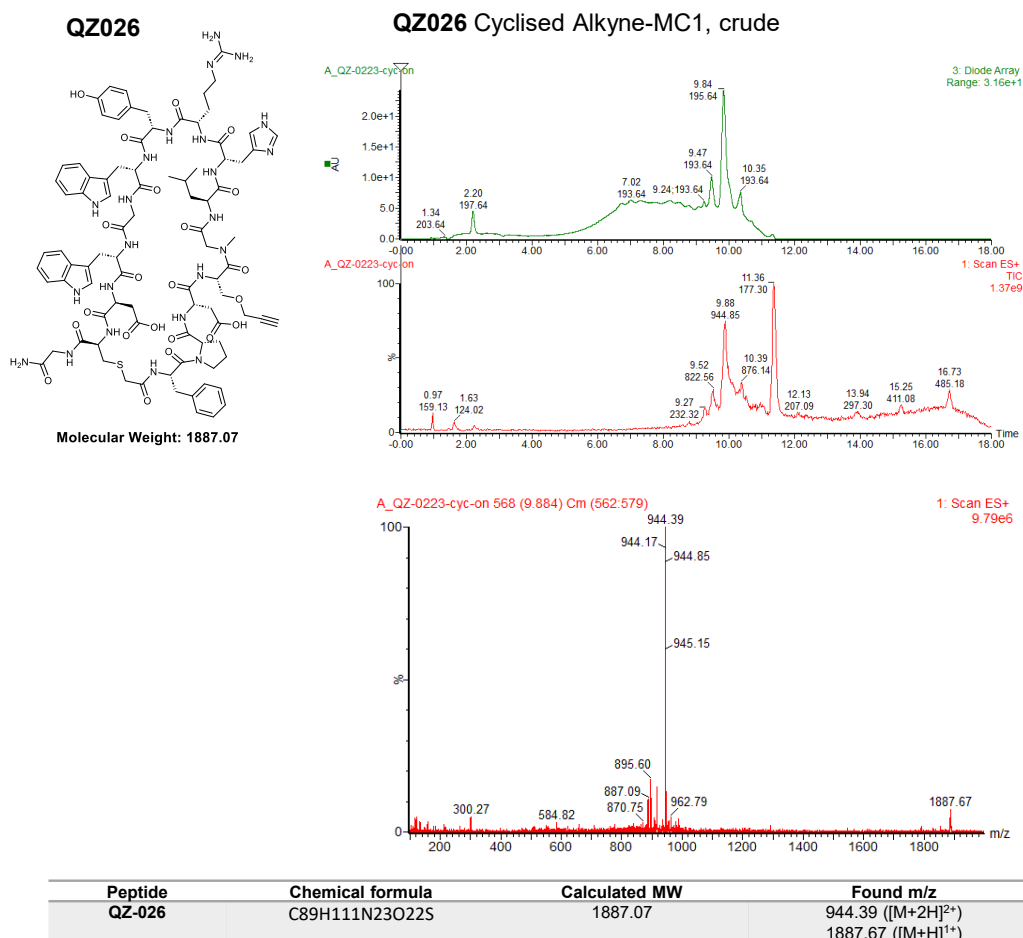 QZ026
QZ026 Cyclised Alkyne-MC1, crude
Molecular Weight: 1887.07
A_QZ-0223-cyc-on
3: Diode Array
Range: 3.16e+1
AU
2.0e+1
1.5e+1
1.0e+1
5.0
0.0
1.34
203.64
2.20
197.64
7.02
193.64
9.24;193.64
9.47
193.64
9.84
195.64
10.35
193.64
-0.00 2.00 4.00 6.00 8.00 10.00 12.00 14.00 16.00 18.00
A_QZ-0223-cyc-on
1: Scan ES+
TIC
1.37e9
100
%
0
0.97
159.13
1.63
124.02
9.27
232.32
9.52
822.56
9.88
944.85
10.39
876.14
11.36
177.30
12.13
207.09
13.94
297.30
15.25
411.08
16.73
485.18
-0.00 2.00 4.00 6.00 8.00 10.00 12.00 14.00 16.00 18.00
Time
A_QZ-0223-cyc-on 568 (9.884) Cm (562:579)
1: Scan ES+
9.79e6
100
%
0
944.39
944.17
944.85
945.15
895.60
887.09
870.75
962.79
300.27
584.82
1887.67
200 400 600 800 1000 1200 1400 1600 1800
m/z
Peptide Chemical formula Calculated MW Found m/z
QZ-026 C89H111N23O22S 1887.07 944.39 ([M+2H]2+)
1887.67 ([M+H]1+)